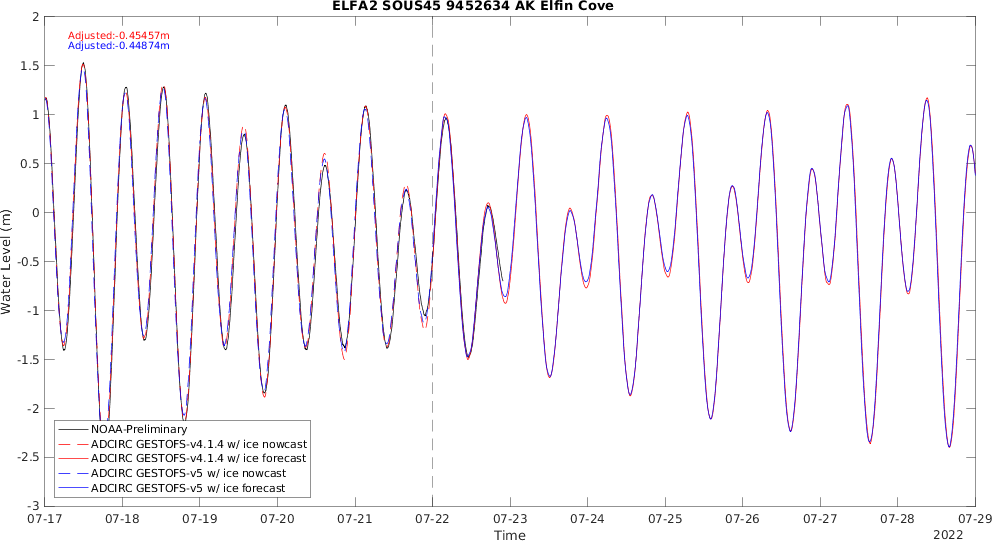 ELFA2 SOUS45 9452634 AK Elfin Cove
Adjusted:-0.45457m
Adjusted:-0.44874m
2
1.5
1
0.5
0
-0.5
-1
-1.5
-2
-2.5
-3
Water Level (m)
NOAA-Preliminary
ADCIRC GESTOFS-v4.1.4 w/ ice nowcast
ADCIRC GESTOFS-v4.1.4 w/ ice forecast
ADCIRC GESTOFS-v5 w/ ice nowcast
ADCIRC GESTOFS-v5 w/ ice forecast
07-17 07-18 07-19 07-20 07-21 07-22 07-23 07-24 07-25 07-26 07-27 07-28 07-29
Time
2022